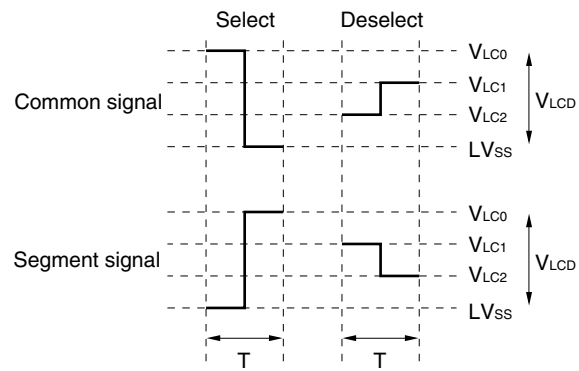 Select Deselect
VLC0
VLC1
Common signal
VLC2
VLCD
LVSS
VLC0
VLC1
Segment signal
VLC2
VLCD
LVSS
T T